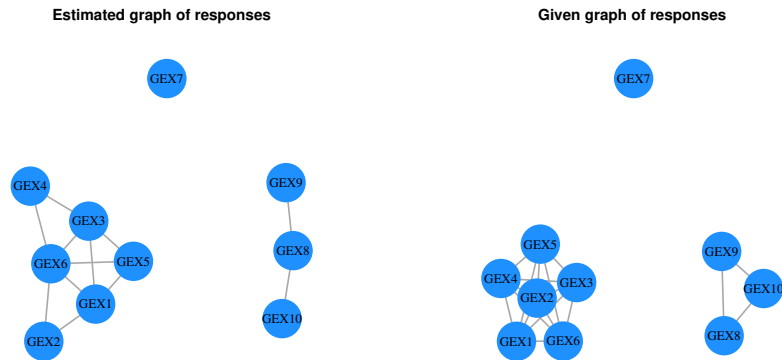 Estimated graph of responses
GEX7
GEX4
GEX3
GEX6
GEX5
GEX1
GEX2
GEX9
GEX8
GEX10
Given graph of responses
GEX7
GEX5
GEX4
GEX3
GEX2
GEX1
GEX6
GEX9
GEX10
GEX8